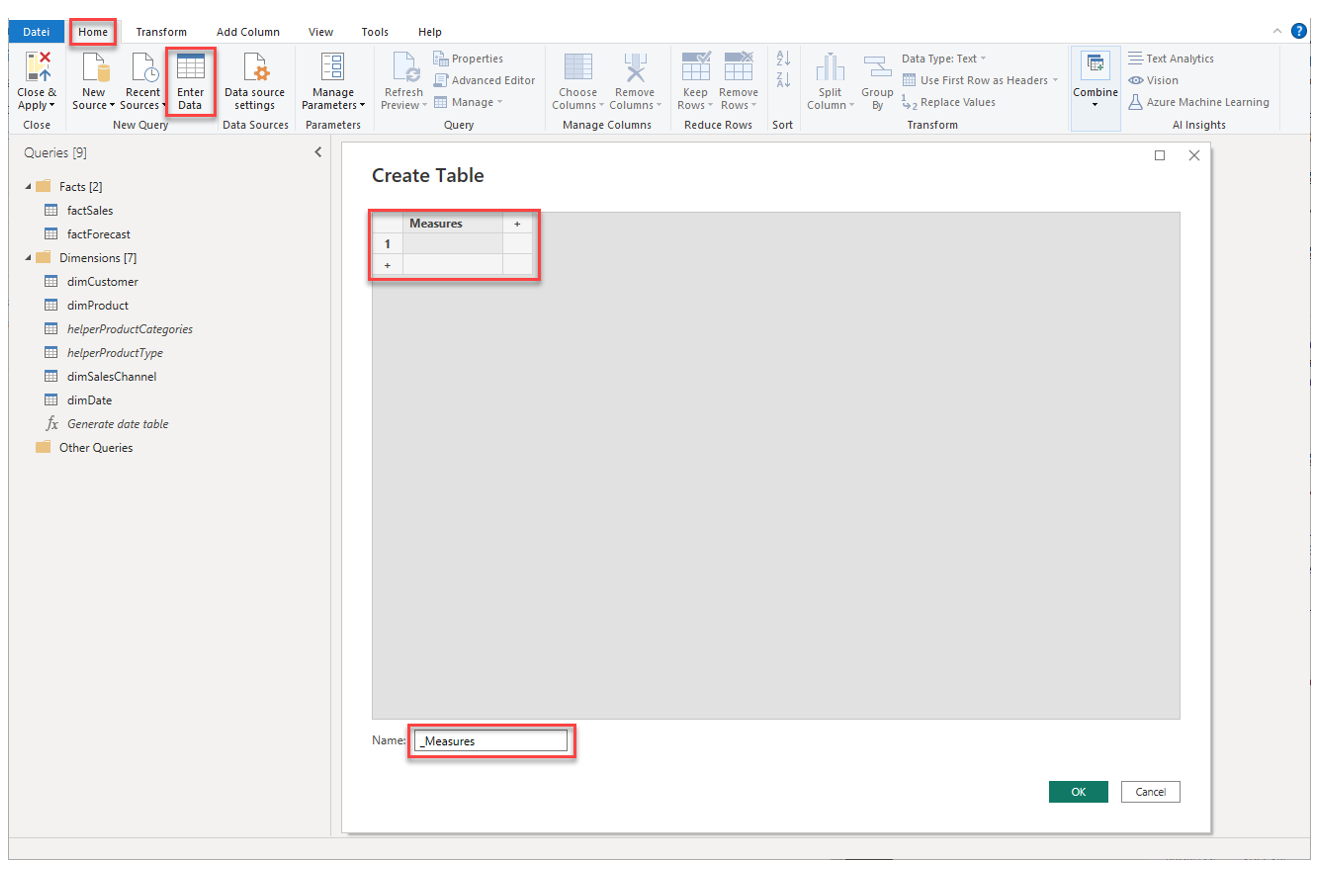 Datei Home Transform Add Column View Tools Help
?
Close & Apply
New Source
Recent Sources
Enter Data
Data source settings
Manage Parameters
Refresh Preview
Properties
Advanced Editor
Manage
Choose Columns
Remove Columns
Keep Rows
Remove Rows
A Z
Z A
Split Column
Group By
Data Type: Text
Use First Row as Headers
1 2 Replace Values
Combine
Text Analytics
Vision
Azure Machine Learning
Close New Query Data Sources Parameters Query Manage Columns Reduce Rows Sort Transform AI Insights
Queries [9]
Facts [2]
factSales
factForecast
Dimensions [7]
dimCustomer
dimProduct
helperProductCategories
helperProductType
dimSalesChannel
dimDate
fx Generate date table
Other Queries
Create Table
Measures +
1
+
Name: _Measures
OK Cancel